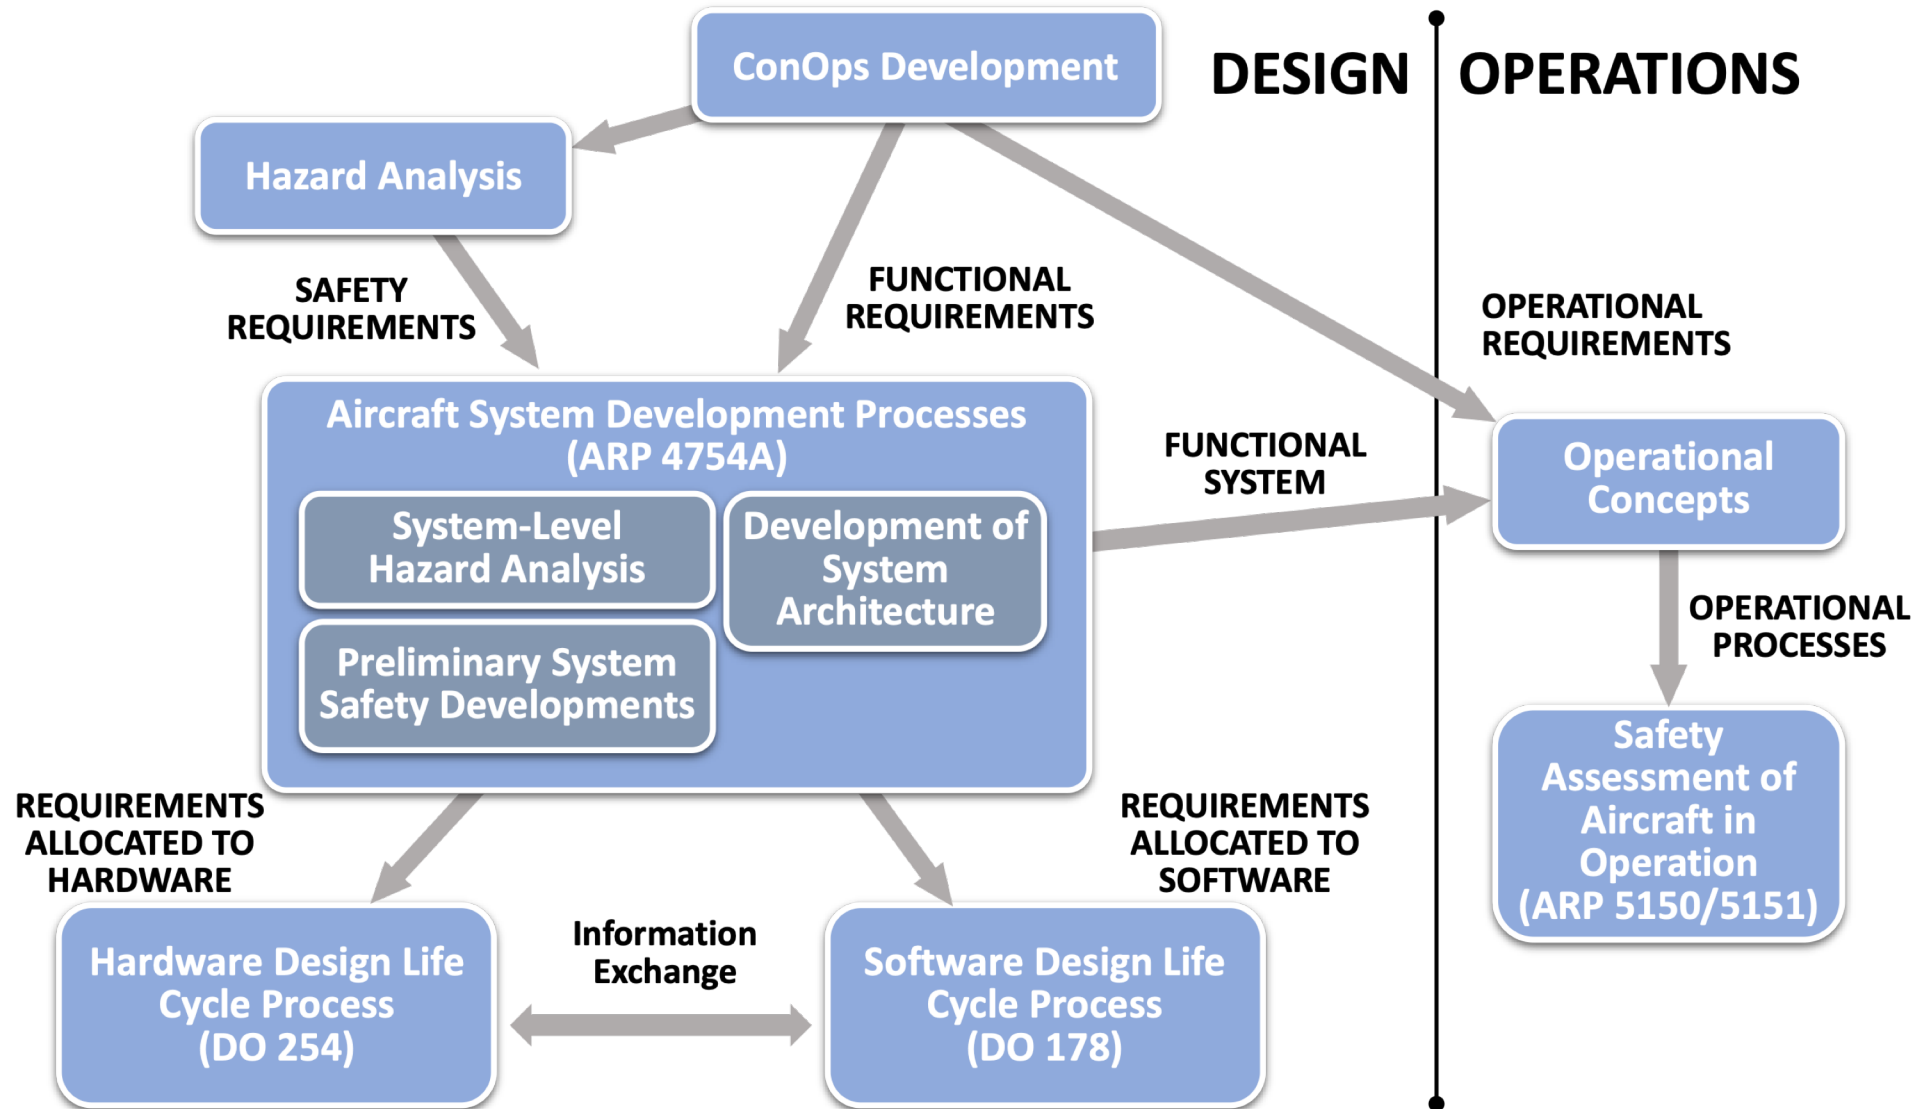 ConOps Development
DESIGN
OPERATIONS
Hazard Analysis
SAFETY
REQUIREMENTS
FUNCTIONAL
REQUIREMENTS
OPERATIONAL
REQUIREMENTS
Aircraft System Development Processes
(ARP 4754A)
System-Level
Hazard Analysis
Development of
System
Architecture
Preliminary System
Safety Developments
FUNCTIONAL
SYSTEM
Operational
Concepts
OPERATIONAL
PROCESSES
Safety
Assessment of
Aircraft in
Operation
(ARP 5150/5151)
REQUIREMENTS
ALLOCATED TO
HARDWARE
REQUIREMENTS
ALLOCATED TO
SOFTWARE
Hardware Design Life
Cycle Process
(DO 254)
Information
Exchange
Software Design Life
Cycle Process
(DO 178)